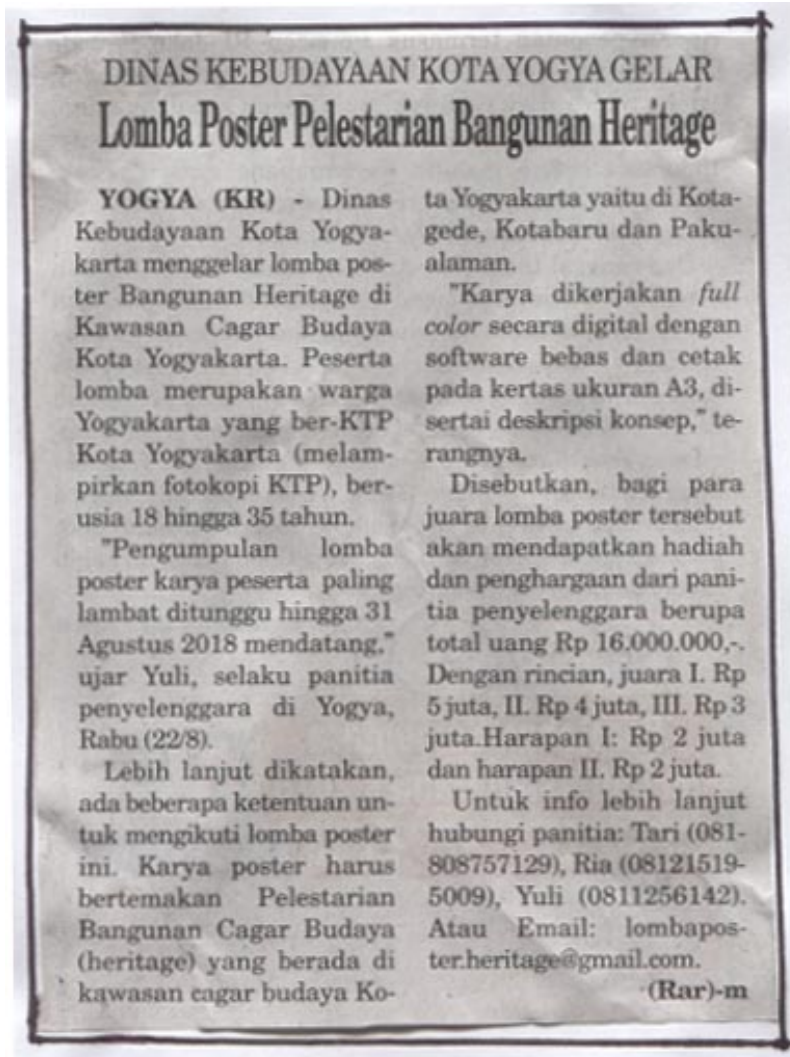 DINAS KEBUDAYAAN KOTA YOGYA GELAR
Lomba Poster Pelestarian Bangunan Heritage
YOGYA (KR) - Dinas
Kebudayaan Kota Yogya-
karta menggelar lomba pos-
ter Bangunan Heritage di
Kawasan Cagar Budaya
Kota Yogyakarta. Peserta
lomba merupakan warga
Yogyakarta yang ber-KTP
Kota Yogyakarta (melam-
pirkan fotokopi KTP), ber-
usia 18 hingga 35 tahun.
"Pengumpulan lomba
poster karya peserta paling
lambat ditunggu hingga 31
Agustus 2018 mendatang,"
ujar Yuli, selaku panitia
penyelenggara di Yogya,
Rabu (22/8).
Lebih lanjut dikatakan,
ada beberapa ketentuan un-
tuk mengikuti lomba poster
ini. Karya poster harus
bertemakan Pelestarian
Bangunan Cagar Budaya
(heritage) yang berada di
kawasan cagar budaya Ko-
ta Yogyakarta yaitu di Kota-
gede, Kotabaru dan Paku-
alaman.
"Karya dikerjakan full
color secara digital dengan
software bebas dan cetak
pada kertas ukuran A3, di-
sertai deskripsi konsep," te-
rangnya.
Disebutkan, bagi para
juara lomba poster tersebut
akan mendapatkan hadiah
dan penghargaan dari pani-
tia penyelenggara berupa
total uang Rp 16.000.000,-.
Dengan rincian, juara I. Rp
5 juta, II. Rp 4 juta, III. Rp 3
juta.Harapan I: Rp 2 juta
dan harapan II. Rp 2 juta.
Untuk info lebih lanjut
hubungi panitia: Tari (081-
808757129), Ria (08121519-
5009), Yuli (0811256142).
Atau Email: lombapos-
ter.heritage@gmail.com.
(Rar)-m